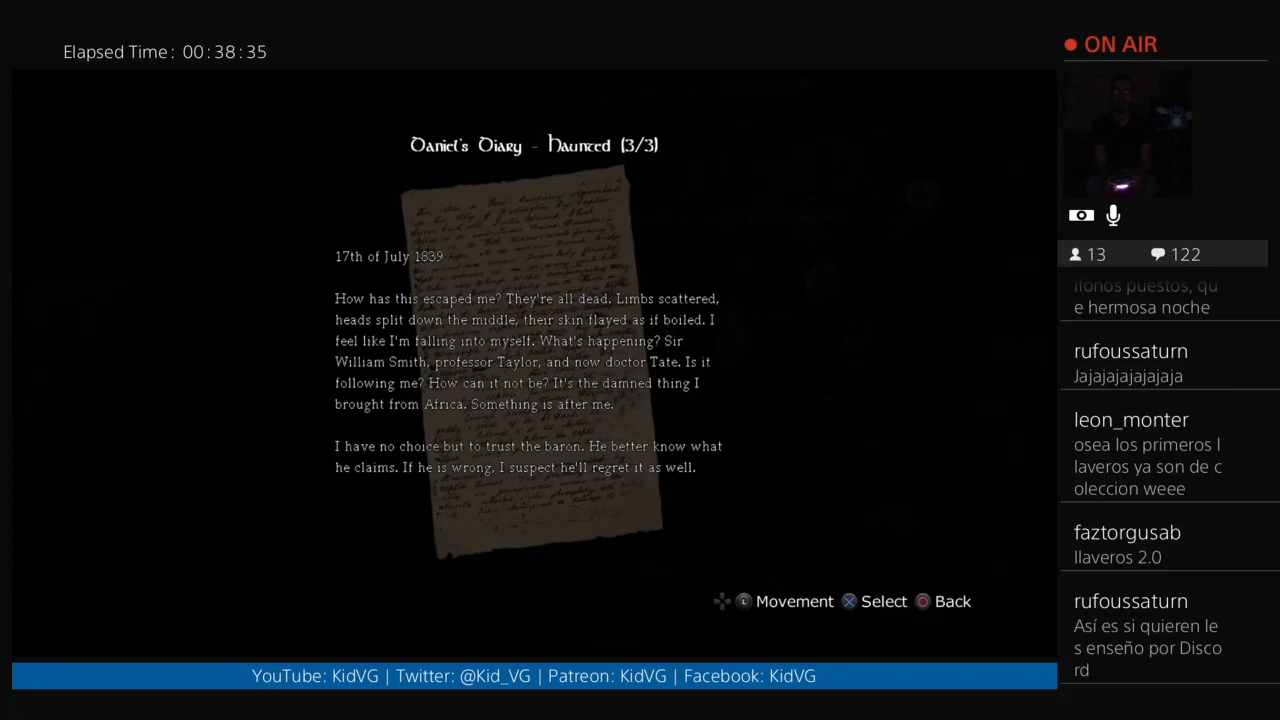 Elapsed Time: 00:38:35
ON AIR
Daniel's Diary - Haunted (3/3)
17th of July 1839
How has this escaped me? They're all dead. Limbs scattered,
heads split down the middle, their skin flayed as if boiled. I
feel like I'm falling into myself. What's happening? Sir
William Smith, professor Taylor, and now doctor Tate. Is it
following me? How can it not be? It's the damned thing I
brought from Africa. Something is after me.
I have no choice but to trust the baron. He better know what
he claims. If he is wrong, I suspect he'll regret it as well.
L Movement X Select O Back
YouTube: KidVG | Twitter: @Kid_VG | Patreon: KidVG | Facebook: KidVG
13 122
ifonos puestos, qu
e hermosa noche
rufoussaturn
Jajajajajajajaja
leon_monter
osea los primeros l
laveros ya son de c
oleccion weee
faztorgusab
llaveros 2.0
rufoussaturn
Así es si quieren le
s enseño por Disco
rd